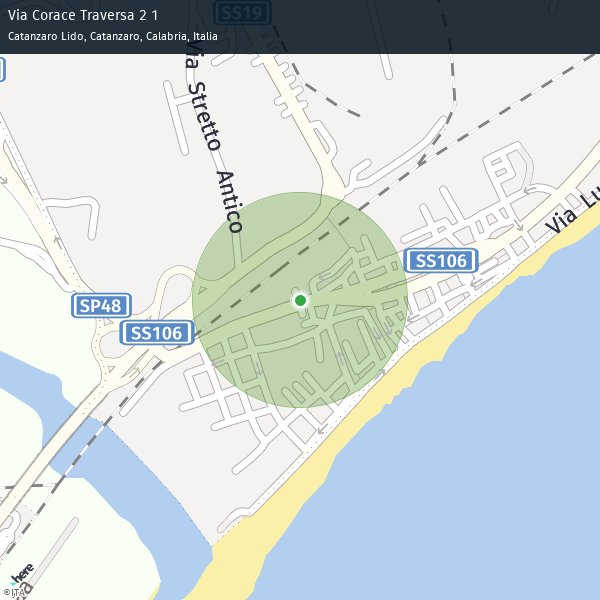 Via Corace Traversa 2 1
Catanzaro Lido, Catanzaro, Calabria, Italia
SS19
Via Stretto Antico
Via Lu
SS106
SP48
SS106
here
©ITA